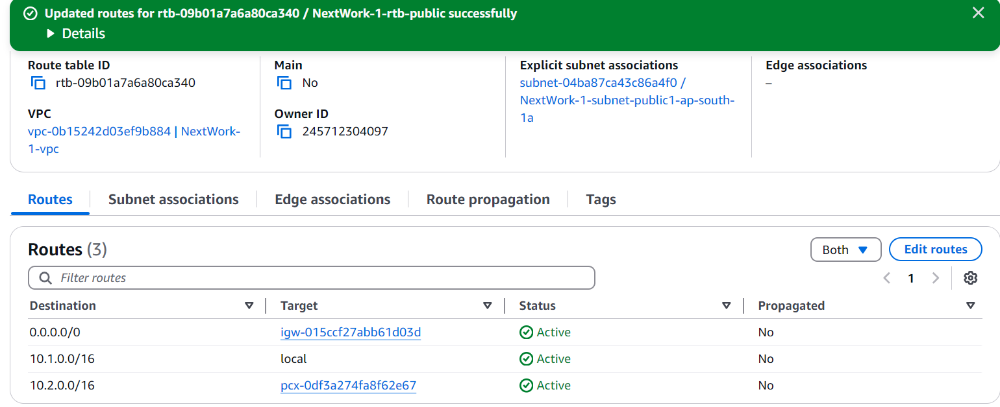 Updated routes for rtb-09b01a7a6a80ca340 / NextWork-1-rtb-public successfully
Details
Route table ID
rtb-09b01a7a6a80ca340
VPC
vpc-0b15242d03ef9b884 | NextWork-
1-vpc
Main
No
Owner ID
245712304097
Explicit subnet associations
subnet-04ba87ca43c86a4f0 /
NextWork-1-subnet-public1-ap-south-
1a
Edge associations
–
Routes Subnet associations Edge associations Route propagation Tags
Routes (3) Both Edit routes
Filter routes 1
Destination Target Status Propagated
0.0.0.0/0 igw-015ccf27abb61d03d Active No
10.1.0.0/16 local Active No
10.2.0.0/16 pcx-0df3a274fa8f62e67 Active No